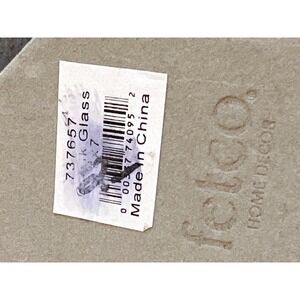 737657
Glass
74095 2
Made in China
fetco®
HOME DECOR